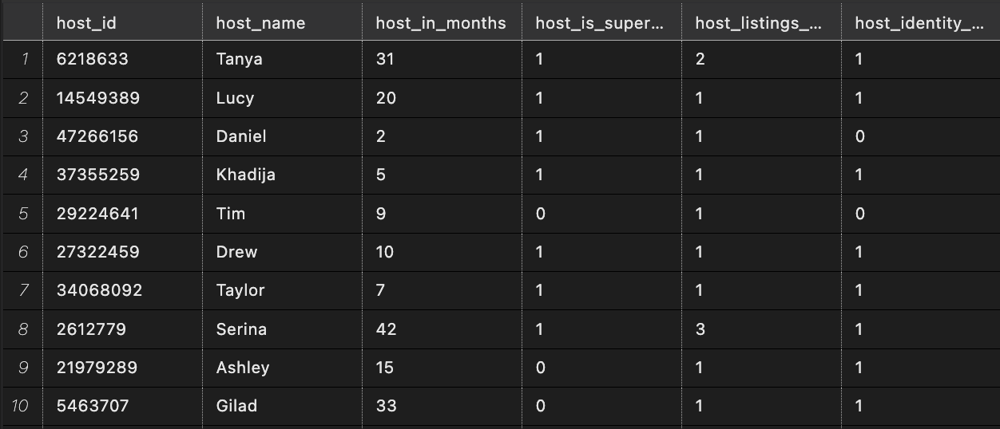 host_id host_name host_in_months host_is_super... host_listings_... host_identity_...
1 6218633 Tanya 31 1 2 1
2 14549389 Lucy 20 1 1 1
3 47266156 Daniel 2 1 1 0
4 37355259 Khadija 5 1 1 1
5 29224641 Tim 9 0 1 0
6 27322459 Drew 10 1 1 1
7 34068092 Taylor 7 1 1 1
8 2612779 Serina 42 1 3 1
9 21979289 Ashley 15 0 1 1
10 5463707 Gilad 33 0 1 1